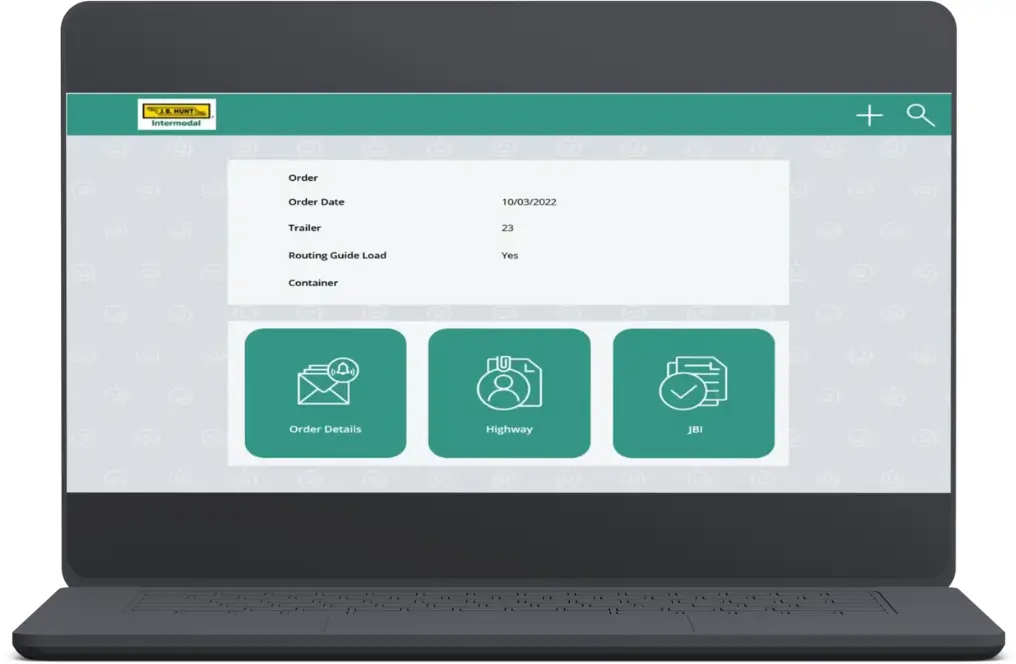 J.B. HUNT
Intermodal
Order
Order Date 10/03/2022
Trailer 23
Routing Guide Load Yes
Container
Order Details Highway JBI